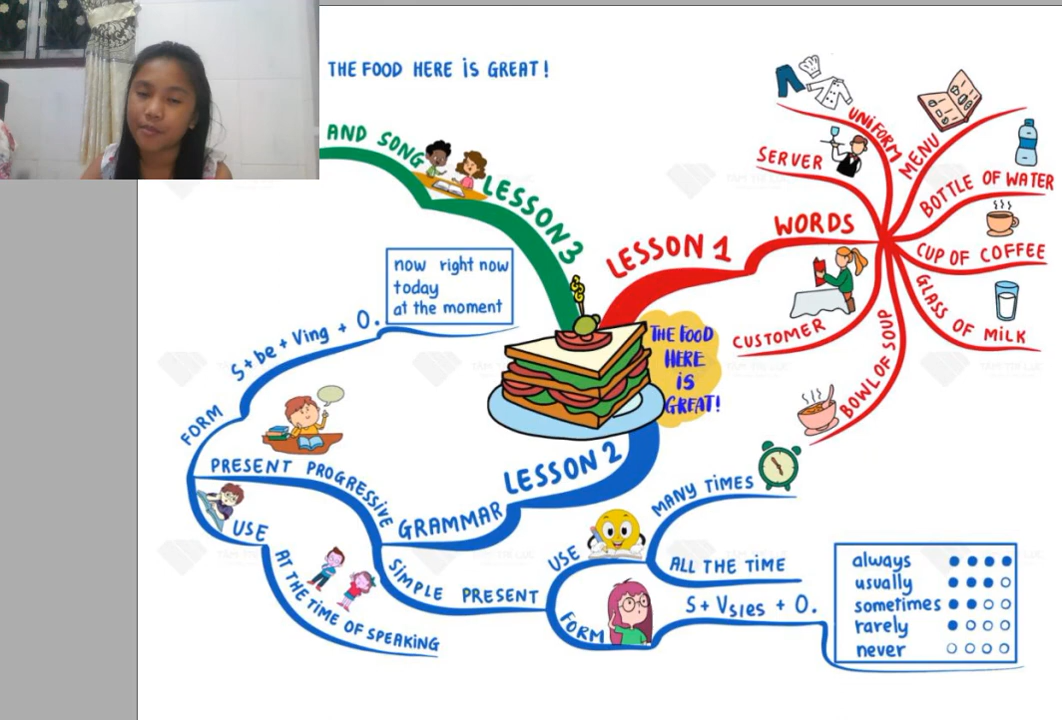 THE FOOD HERE IS GREAT!
AND SONG
LESSON 3
LESSON 1
WORDS
UNIFORM
MENU
SERVER
BOTTLE OF WATER
CUP OF COFFEE
GLASS OF MILK
CUSTOMER
BOWL OF SOUP
THE FOOD
HERE
IS
GREAT!
now right now
today
at the moment
S+be+Ving+O.
FORM
PRESENT PROGRESSIVE
USE
AT THE TIME OF SPEAKING
LESSON 2
GRAMMAR
SIMPLE PRESENT
USE
MANY TIMES
ALL THE TIME
FORM
S+Vs/es+O.
always
usually
sometimes
rarely
never